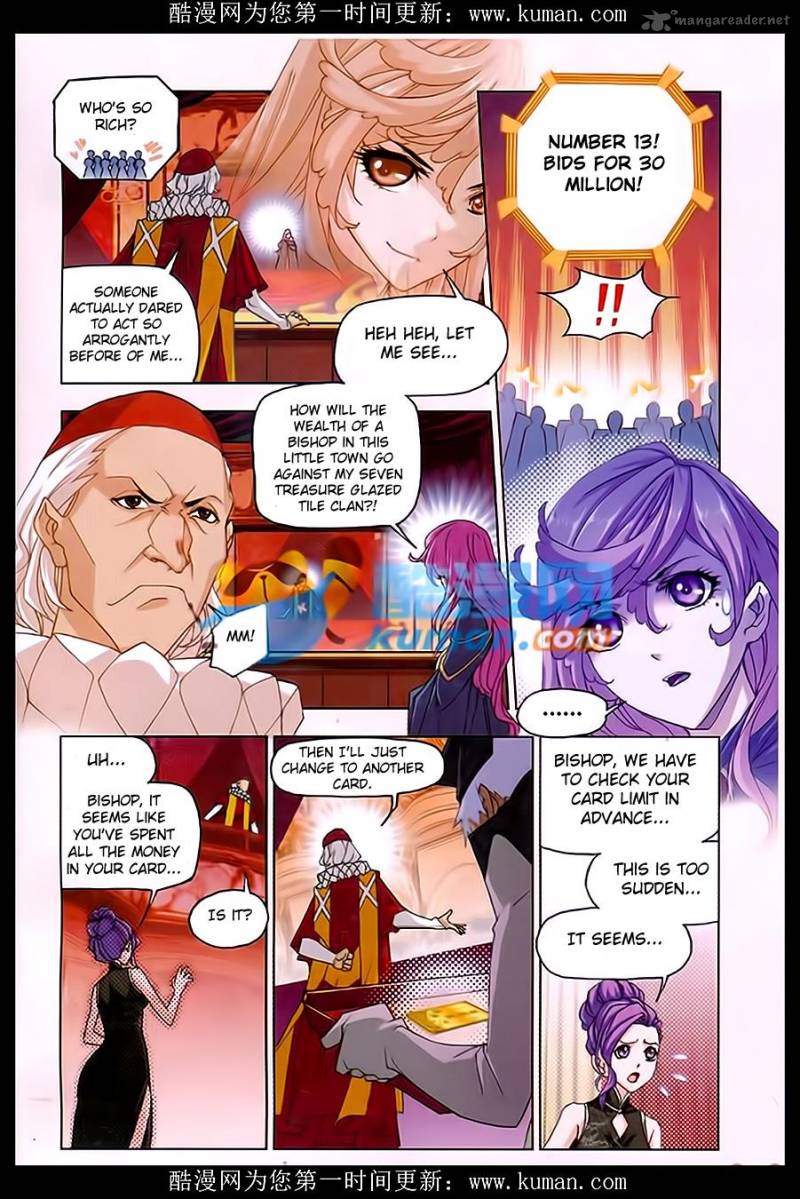 酷漫网为您第一时间更新：www.kuman.com
mangareader.net
WHO'S SO
RICH?
SOMEONE
ACTUALLY DARED
TO ACT SO
ARROGANTLY
BEFORE OF ME...
HEH HEH, LET
ME SEE...
NUMBER 13!
BIDS FOR 30
MILLION!
!!
HOW WILL THE
WEALTH OF A
BISHOP IN THIS
LITTLE TOWN GO
AGAINST MY SEVEN
TREASURE GLAZED
TILE CLAN?!
MM!
酷漫网
kuman.com
......
UH...
BISHOP, IT
SEEMS LIKE
YOU'VE SPENT
ALL THE MONEY
IN YOUR CARD...
IS IT?
THEN I'LL JUST
CHANGE TO ANOTHER
CARD.
BISHOP, WE HAVE
TO CHECK YOUR
CARD LIMIT IN
ADVANCE...
THIS IS TOO
SUDDEN...
IT SEEMS...
酷漫网为您第一时间更新：www.kuman.com